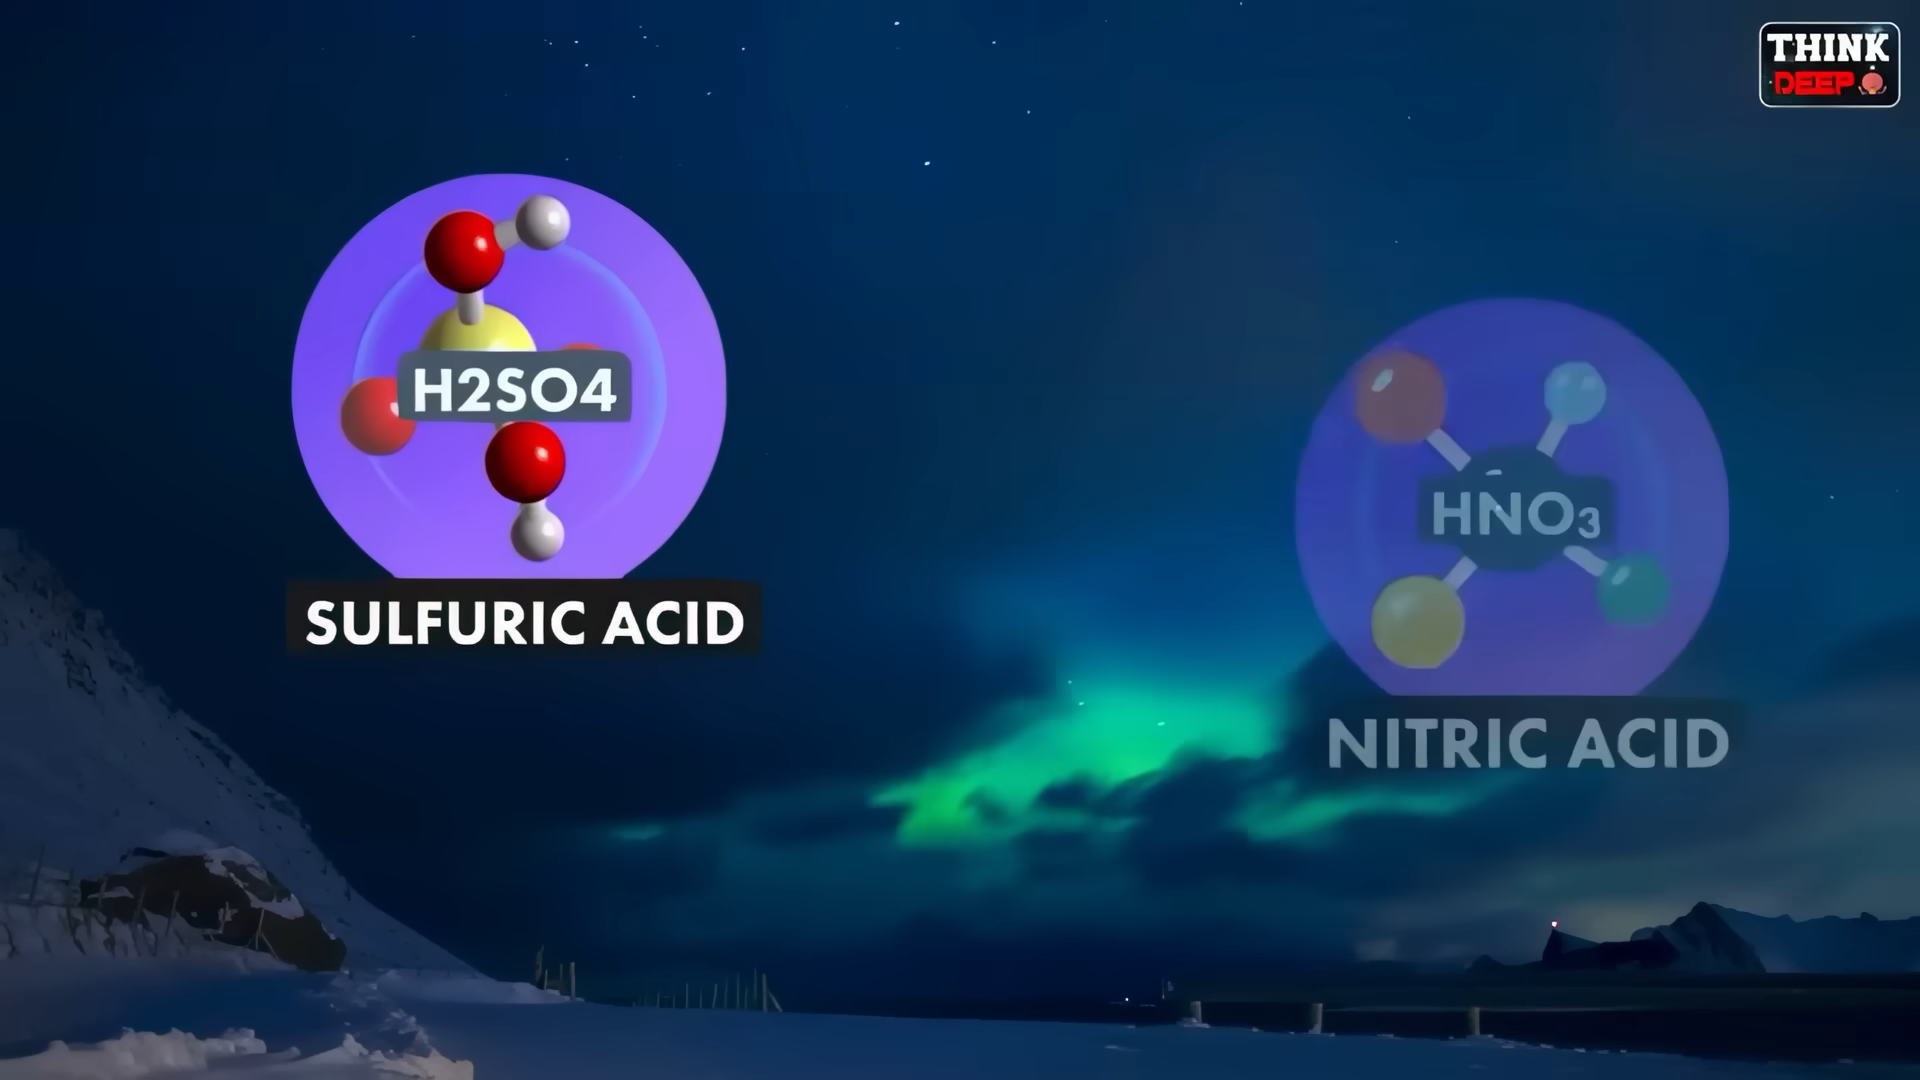 THINK
DEEP
H2SO4
SULFURIC ACID
HNO₃
NITRIC ACID